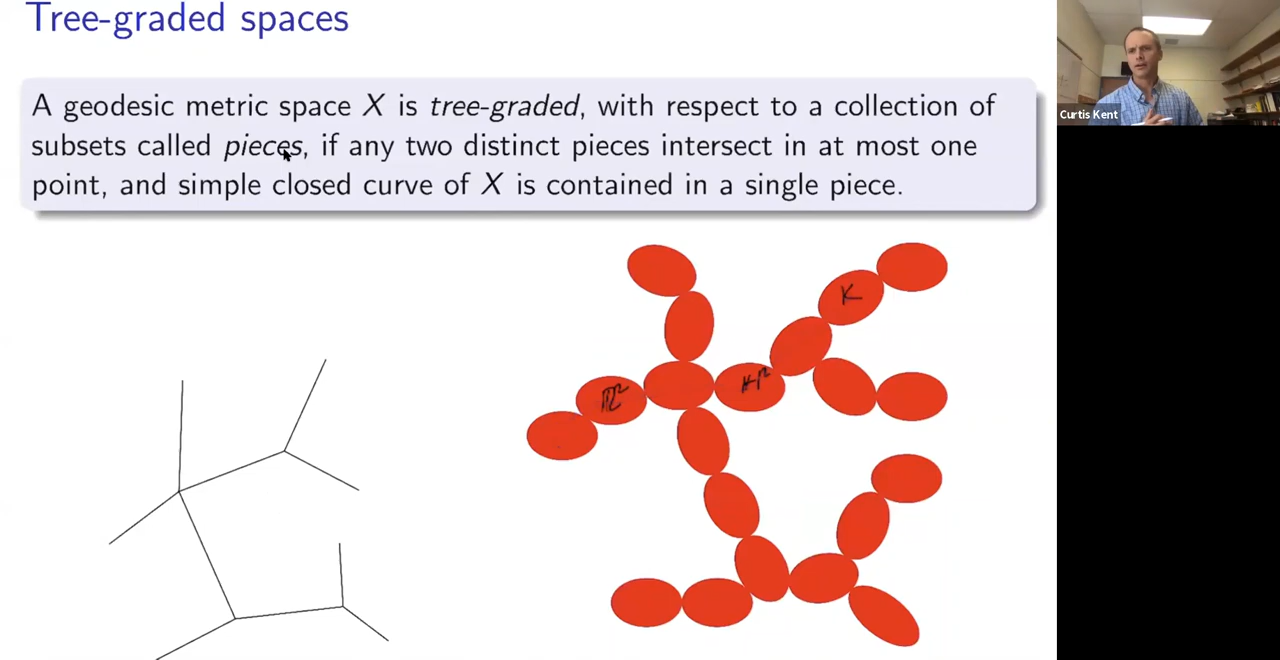 Tree-graded spaces
A geodesic metric space X is tree-graded, with respect to a collection of
subsets called pieces, if any two distinct pieces intersect in at most one
point, and simple closed curve of X is contained in a single piece.
Curtis Kent
K
ℝ²
ℍ²